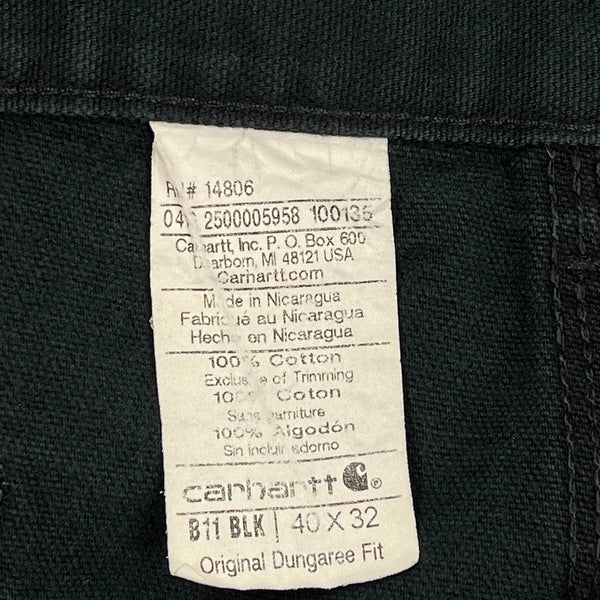 RN# 14806
2500005958 100136
Carhartt, Inc. P. O. Box 600
Dearborn, MI 48121 USA
Carhartt.com
Made in Nicaragua
Fabriqué au Nicaragua
Hecho en Nicaragua
100% Cotton
Exclusive of Trimming
100% Coton
Sans garniture
100% Algodón
Sin incluir adorno
carhartt ®
B11 BLK | 40 X 32
Original Dungaree Fit